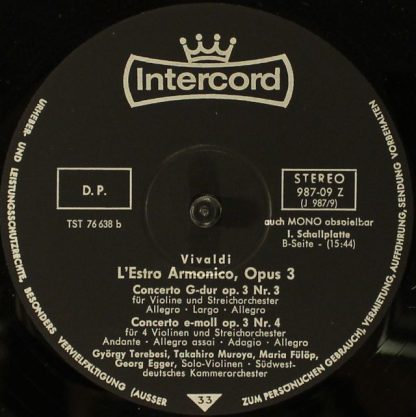 Intercord
D. P.
TST 76 638 b
STEREO
987-09 Z
(J 987/9)
auch MONO abspielbar
I. Schallplatte
B-Seite - (15:44)
Vivaldi
L'Estro Armonico, Opus 3
Concerto G-dur op. 3 Nr. 3
für Violine und Streichorchester
Allegro - Largo - Allegro
Concerto e-moll op. 3 Nr. 4
für 4 Violinen und Streichorchester
Andante - Allegro assai - Adagio - Allegro
György Terebesi, Takahiro Muroya, Maria Fülöp,
Georg Egger, Solo-Violinen - Südwest-
deutsches Kammerorchester
33
URHEBER- UND LEISTUNGSSCHUTZRECHTE, BESONDERS VERVIELFÄLTIGUNG (AUSSER ZUM PERSÖNLICHEN GEBRAUCH), VERMIETUNG, AUFFÜHRUNG, SENDUNG VORBEHALTEN